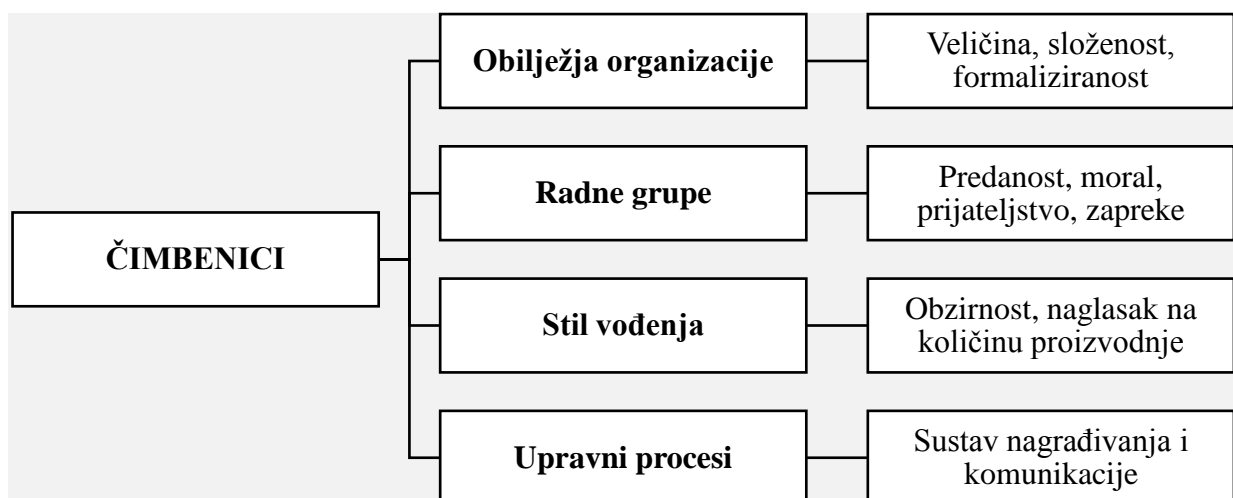 ČIMBENICI
Obilježja organizacije
Veličina, složenost,
formaliziranost
Radne grupe
Predanost, moral,
prijateljstvo, zapreke
Stil vođenja
Obzirnost, naglasak na
količinu proizvodnje
Upravni procesi
Sustav nagrađivanja i
komunikacije